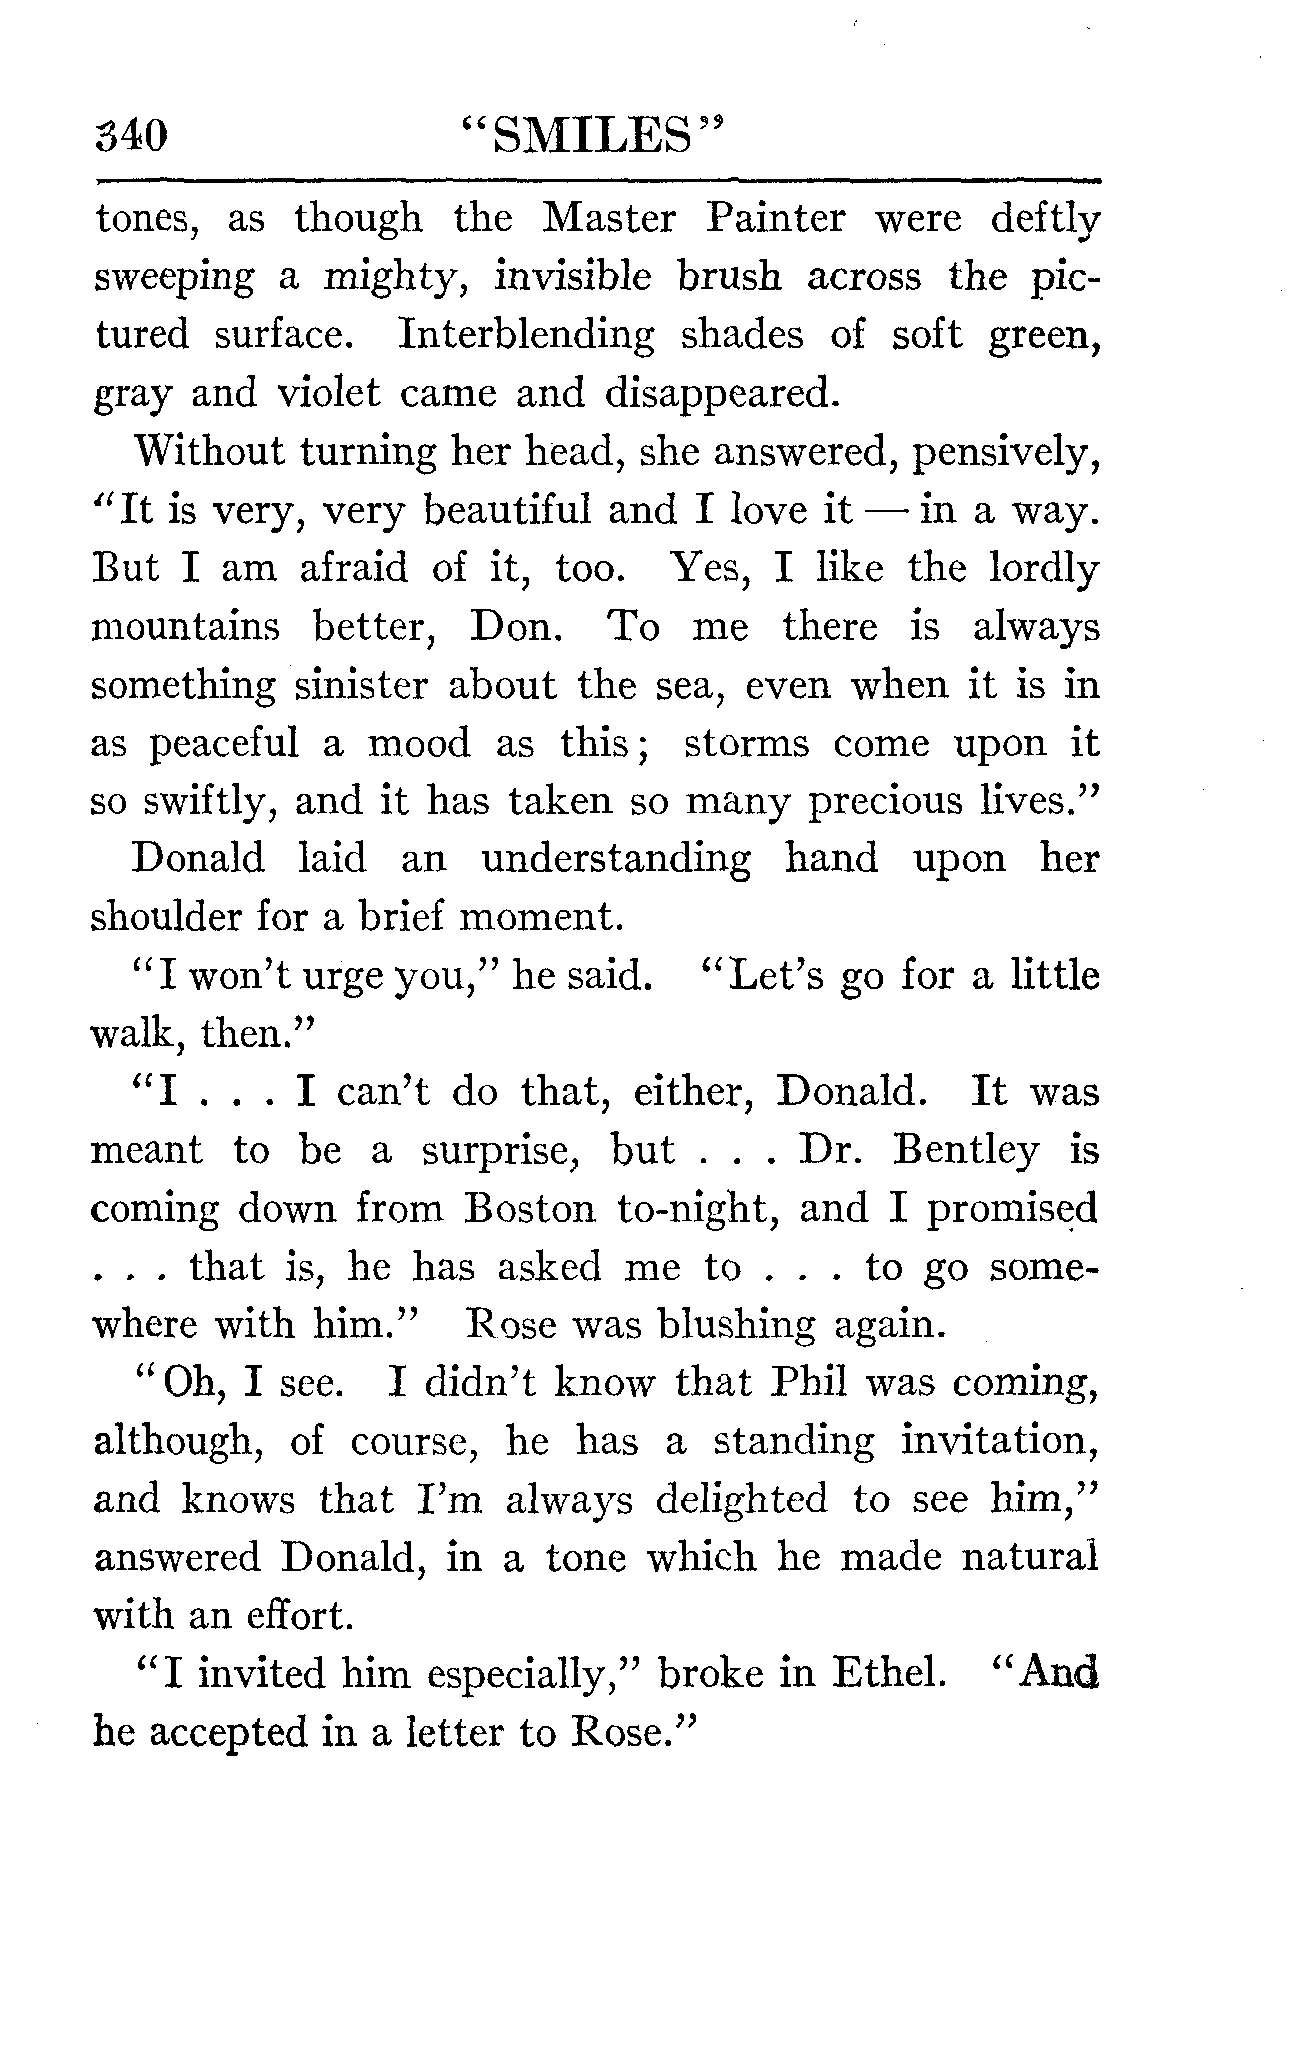 340 "SMILES"
tones, as though the Master Painter were deftly
sweeping a mighty, invisible brush across the pic-
tured surface. Interblending shades of soft green,
gray and violet came and disappeared.
Without turning her head, she answered, pensively,
"It is very, very beautiful and I love it — in a way.
But I am afraid of it, too. Yes, I like the lordly
mountains better, Don. To me there is always
something sinister about the sea, even when it is in
as peaceful a mood as this; storms come upon it
so swiftly, and it has taken so many precious lives."
Donald laid an understanding hand upon her
shoulder for a brief moment.
"I won't urge you," he said. "Let's go for a little
walk, then."
"I . . . I can't do that, either, Donald. It was
meant to be a surprise, but . . . Dr. Bentley is
coming down from Boston to-night, and I promised
. . . that is, he has asked me to . . . to go some-
where with him." Rose was blushing again.
"Oh, I see. I didn't know that Phil was coming,
although, of course, he has a standing invitation,
and knows that I'm always delighted to see him,"
answered Donald, in a tone which he made natural
with an effort.
"I invited him especially," broke in Ethel. "And
he accepted in a letter to Rose."